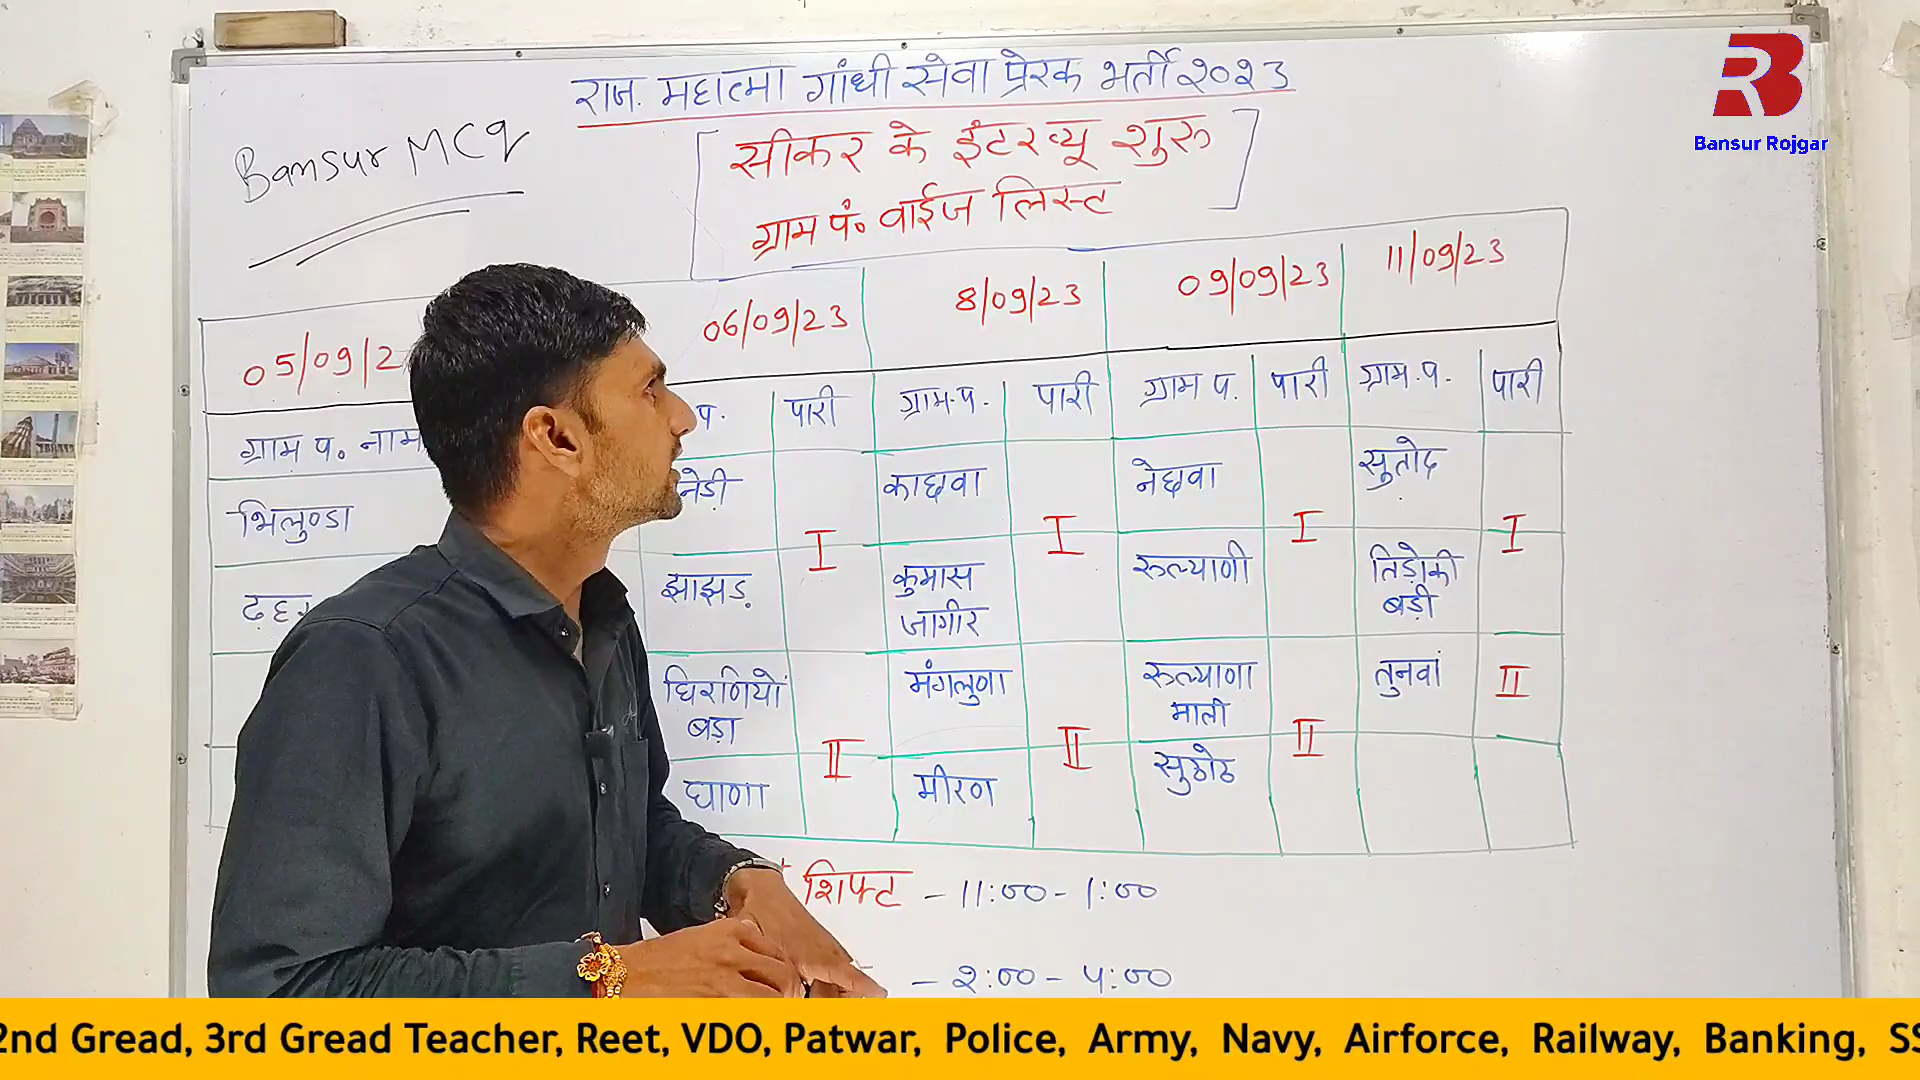 राज. महात्मा गांधी सेवा प्रेरक भर्ती २०२३
Bansur MCq
सीकर के इंटरव्यू शुरू
ग्राम पं. वाईज लिस्ट
Bansur Rojgar
05/09/2 06/09/23 8/09/23 09/09/23 11/09/23
ग्राम प. नाम प. पारी ग्राम.प. पारी ग्राम प. पारी ग्राम.प. पारी
भिलुण्डा नेड़ी काछवा नेछवा सुतोद
I I I I
झाझड़ कुमास रूल्याणी तिड़ोकी
जागीर बड़ी
घिरणियां मंगलुणा रूल्याणा तुनवां II
बड़ा माली
II II II
घाणा मीरण सुठोठ
शिफ्ट – 11:00 – 1:00
– २:00 – 4:00
2nd Gread, 3rd Gread Teacher, Reet, VDO, Patwar, Police, Army, Navy, Airforce, Railway, Banking, SS